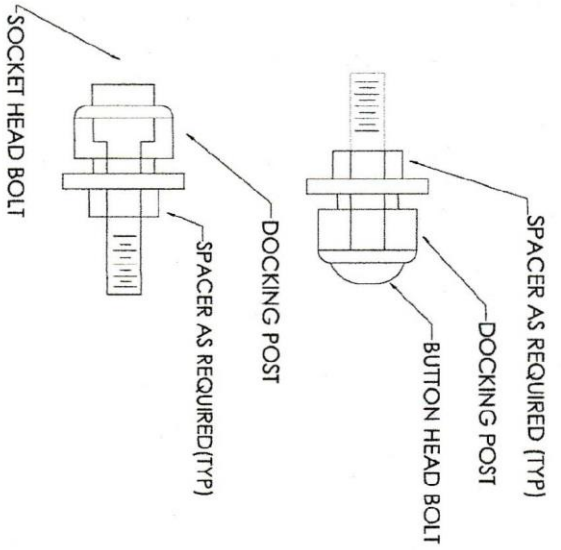 SPACER AS REQUIRED (TYP)
DOCKING POST
BUTTON HEAD BOLT
DOCKING POST
SPACER AS REQUIRED(TYP)
SOCKET HEAD BOLT